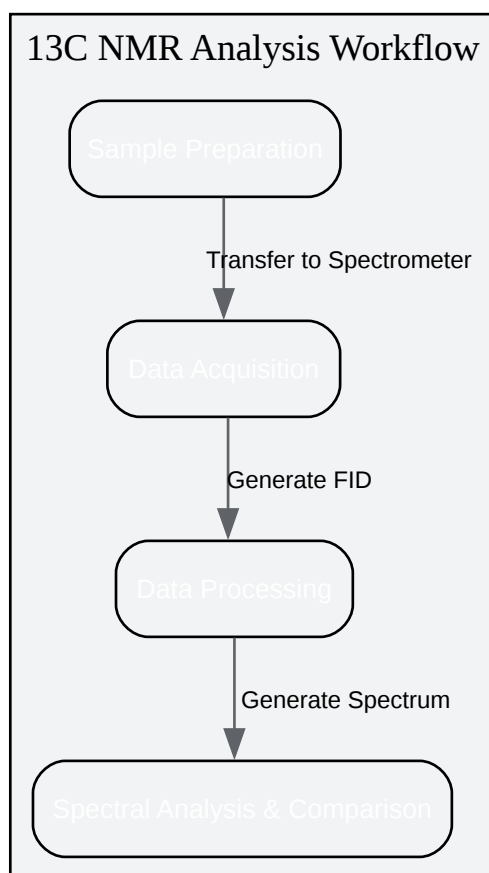 13C NMR Analysis Workflow
Sample Preparation
Transfer to Spectrometer
Data Acquisition
Generate FID
Data Processing
Generate Spectrum
Spectral Analysis & Comparison